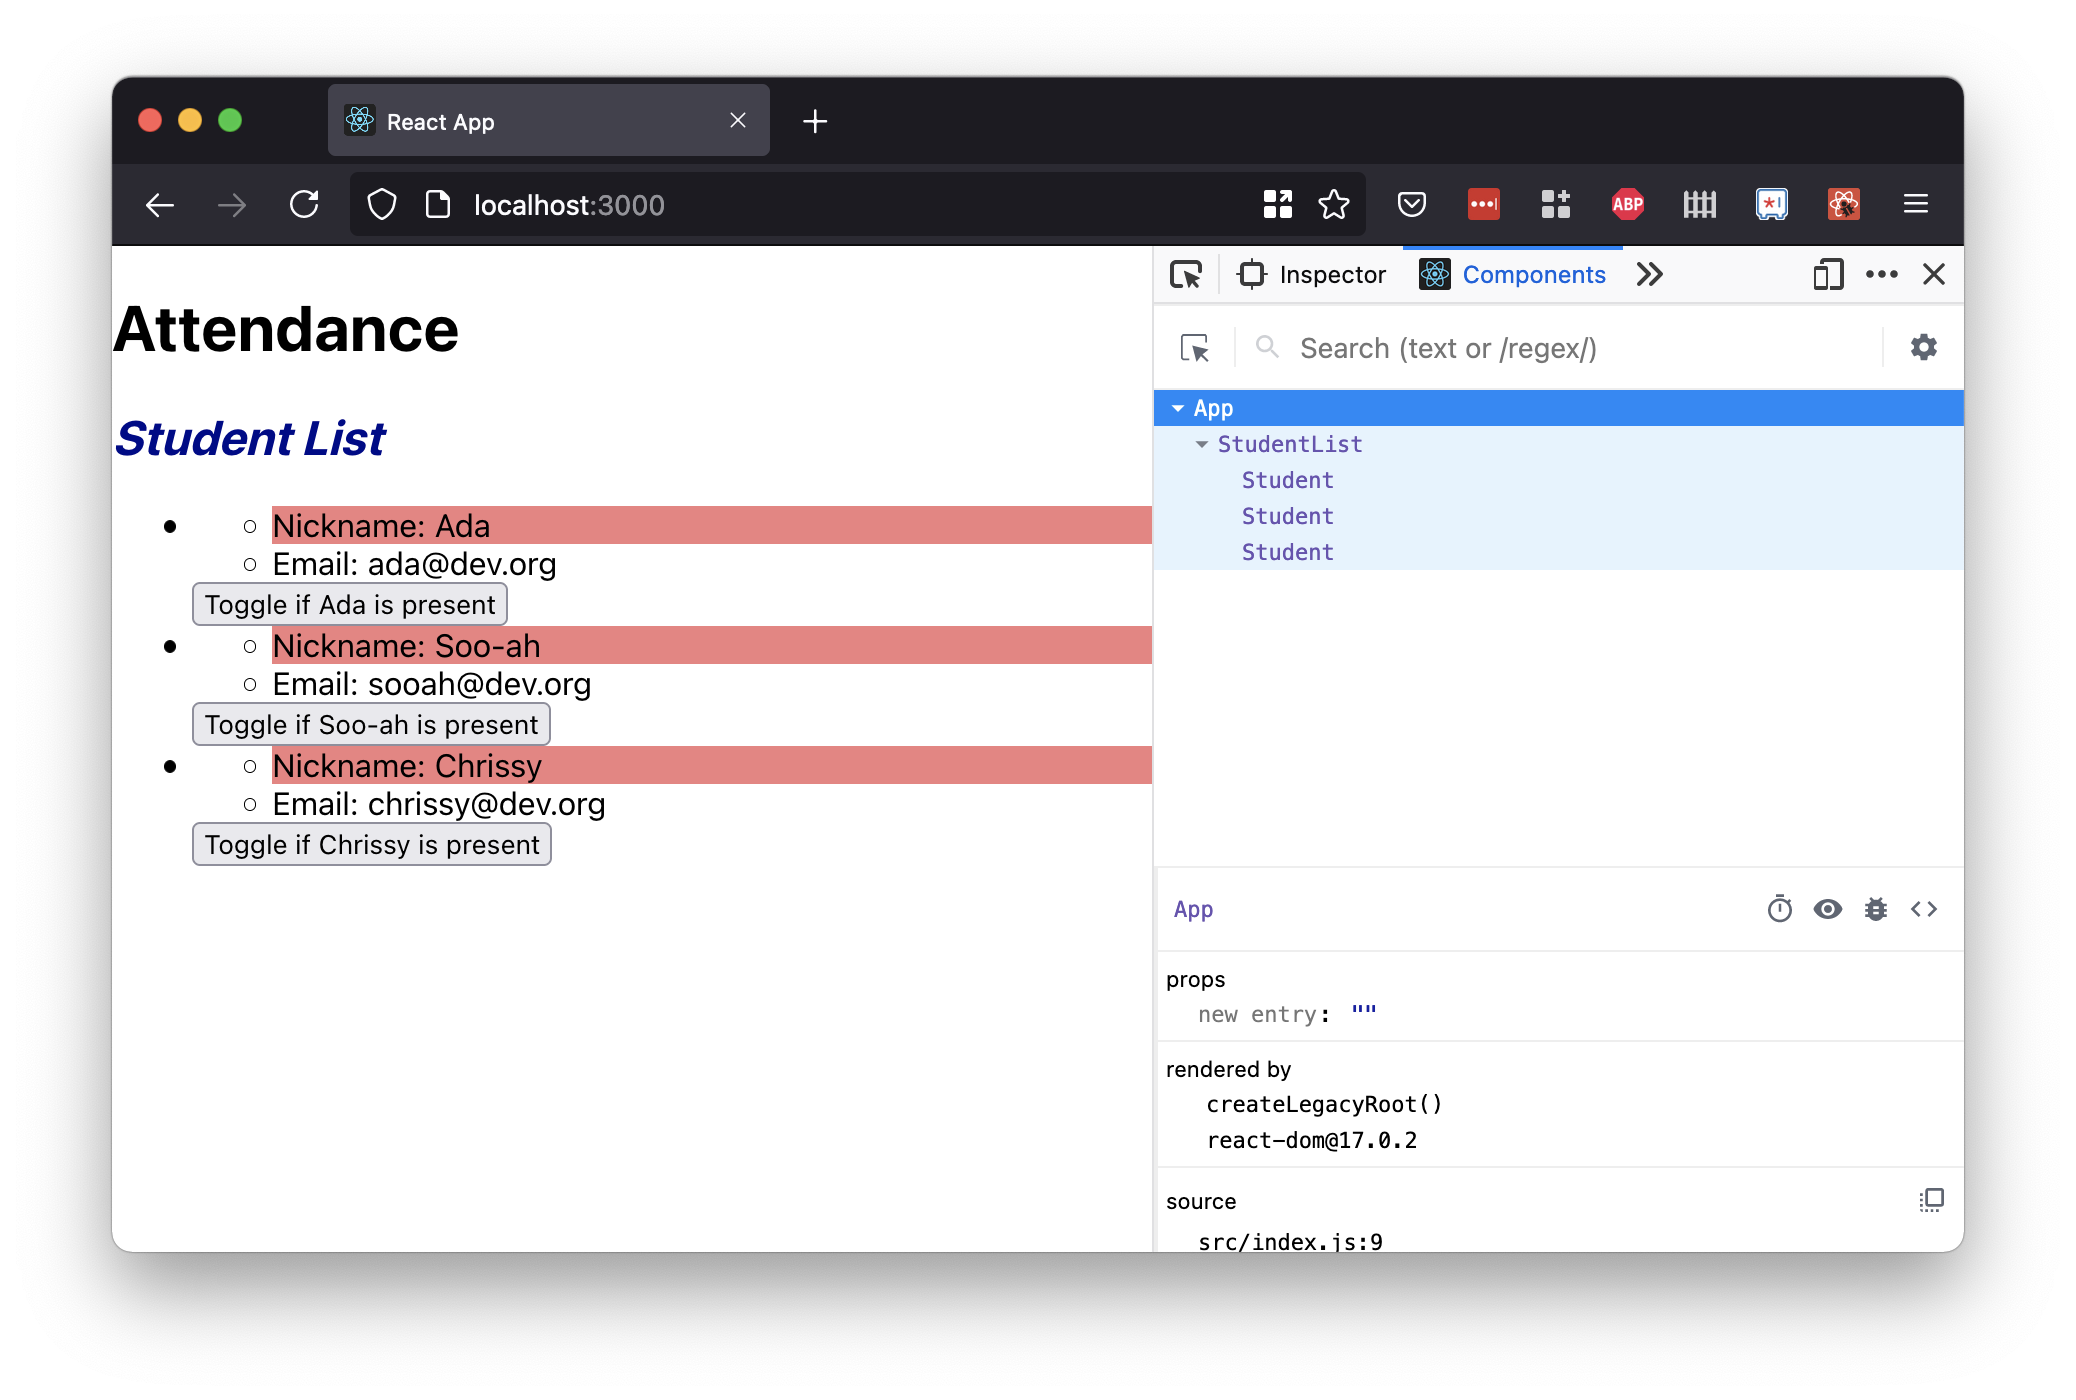 React App
localhost:3000
ABP
Inspector
Components
Search (text or /regex/)
Attendance
Student List
Nickname: Ada
Email: ada@dev.org
Toggle if Ada is present
Nickname: Soo-ah
Email: sooah@dev.org
Toggle if Soo-ah is present
Nickname: Chrissy
Email: chrissy@dev.org
Toggle if Chrissy is present
App
StudentList
Student
Student
Student
App
props
new entry: ""
rendered by
createLegacyRoot()
react-dom@17.0.2
source
src/index.js:9